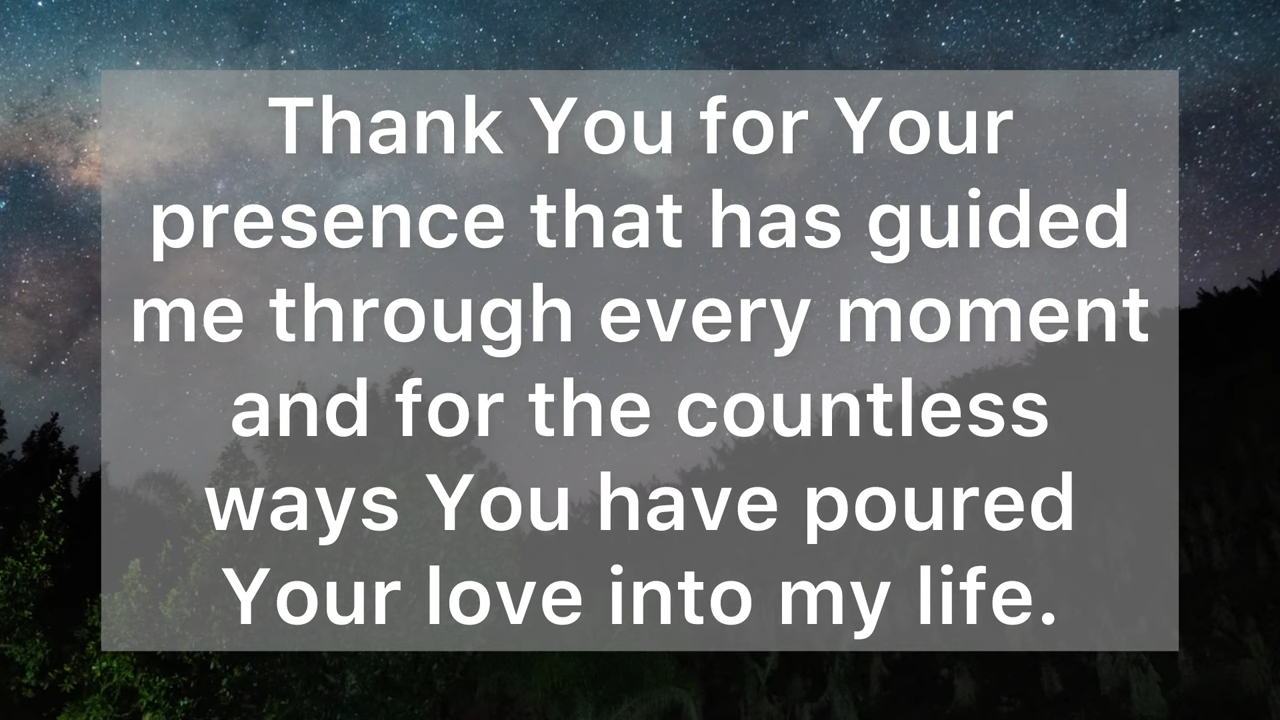 Thank You for Your
presence that has guided
me through every moment
and for the countless
ways You have poured
Your love into my life.